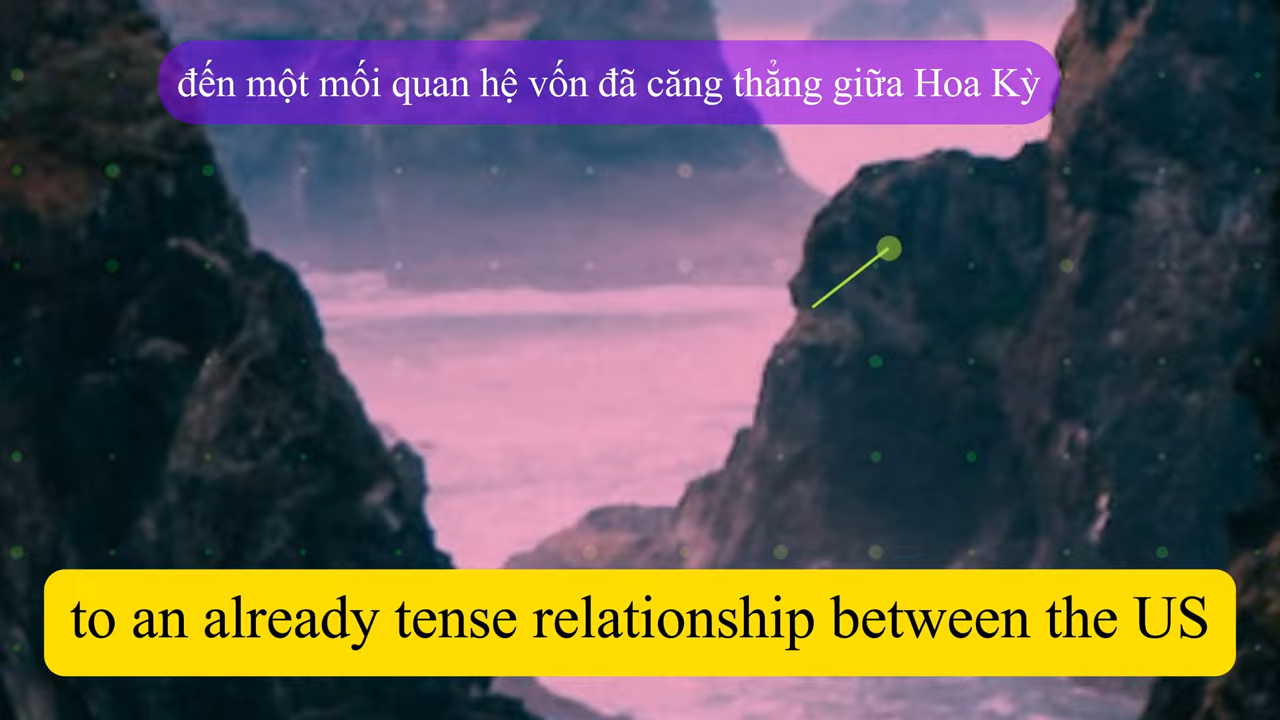 đến một mối quan hệ vốn đã căng thẳng giữa Hoa Kỳ
to an already tense relationship between the US